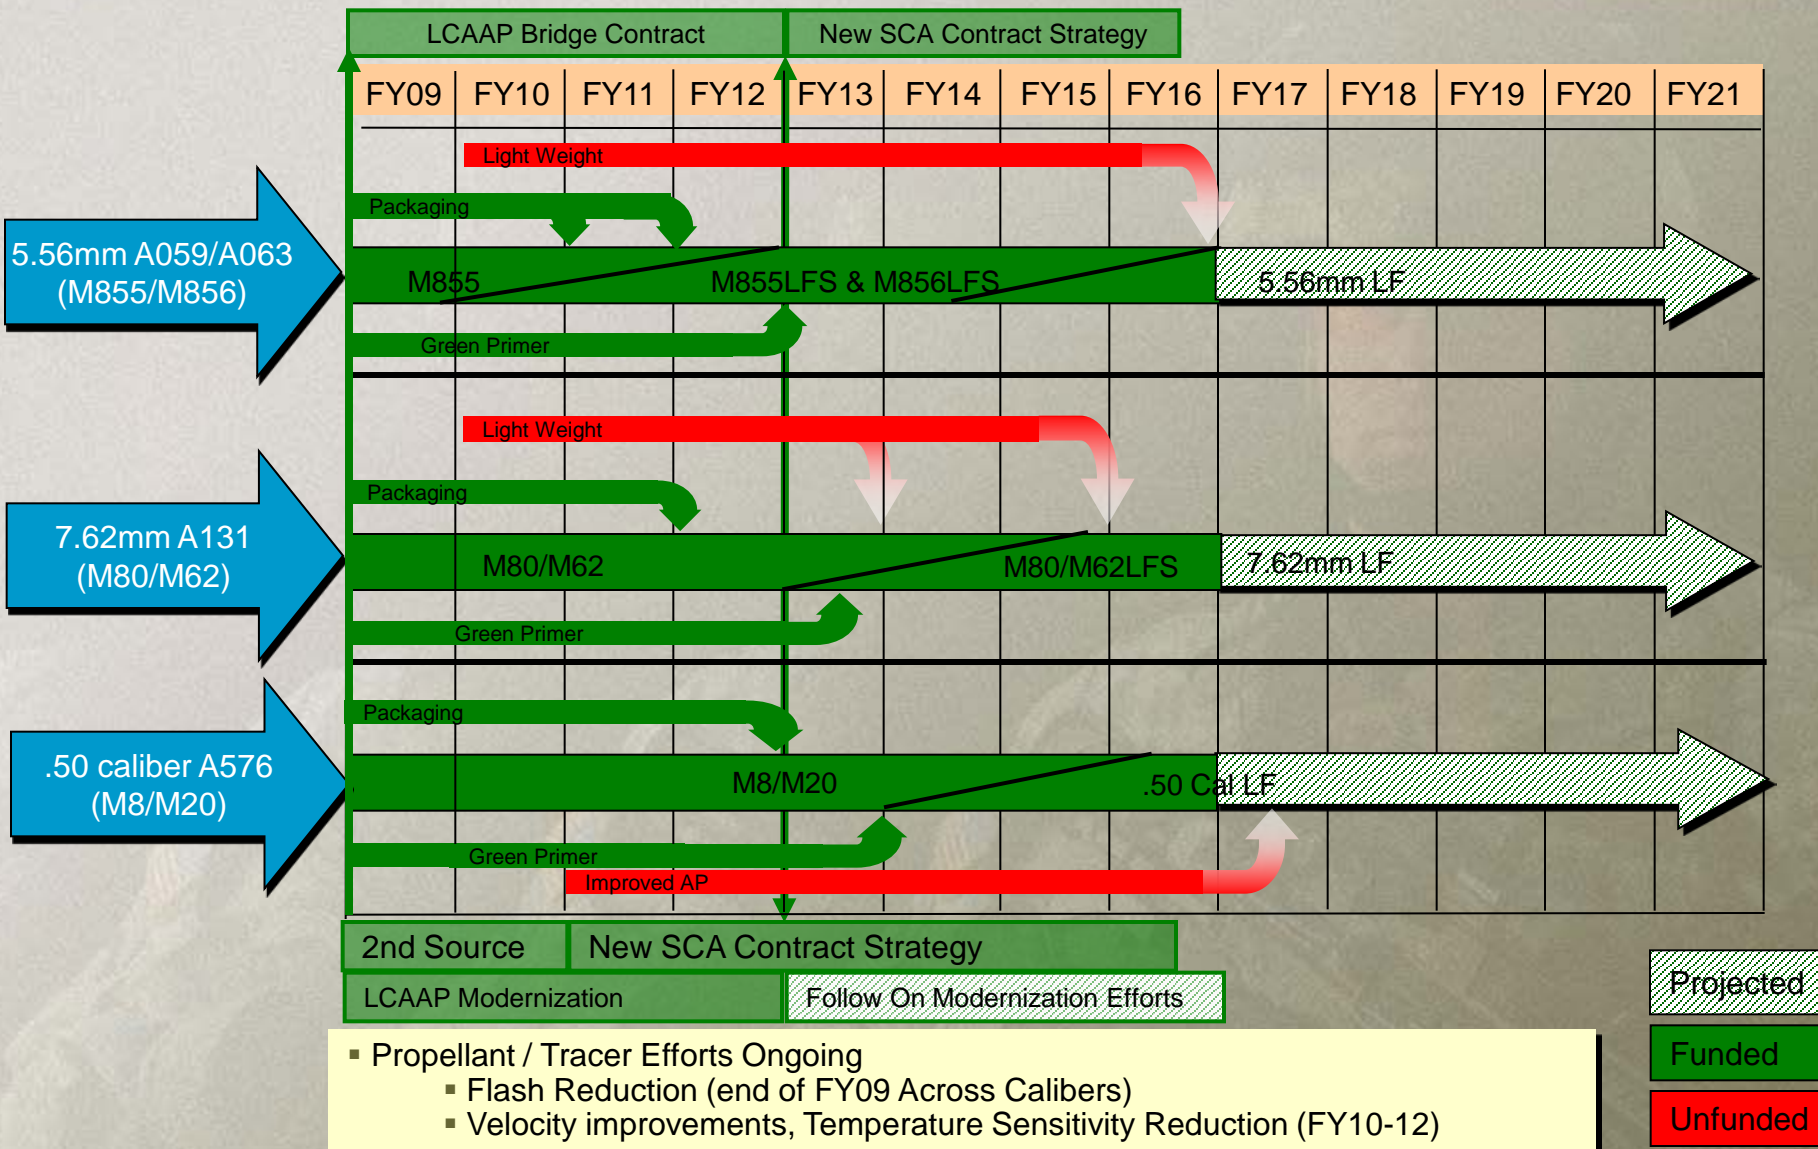 LCAAP Bridge Contract
New SCA Contract Strategy
FY09 FY10 FY11 FY12 FY13 FY14 FY15 FY16 FY17 FY18 FY19 FY20 FY21
Light Weight
Packaging
5.56mm A059/A063
(M855/M856)
M855
M855LFS & M856LFS
5.56mm LF
Green Primer
Light Weight
Packaging
7.62mm A131
(M80/M62)
M80/M62
M80/M62LFS
7.62mm LF
Green Primer
Packaging
.50 caliber A576
(M8/M20)
M8/M20
.50 Cal LF
Green Primer
Improved AP
2nd Source
New SCA Contract Strategy
LCAAP Modernization
Follow On Modernization Efforts
Projected
Funded
Unfunded
▪ Propellant / Tracer Efforts Ongoing
▪ Flash Reduction (end of FY09 Across Calibers)
▪ Velocity improvements, Temperature Sensitivity Reduction (FY10-12)